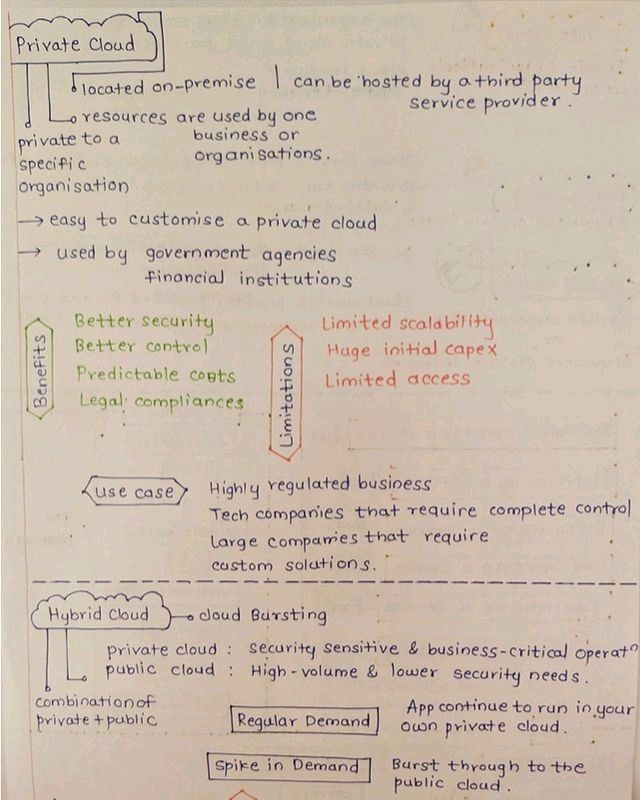 Private Cloud
located on-premise | can be hosted by a third party
service provider.
resources are used by one
business or
organisations.
private to a
specific
organisation
→ easy to customise a private cloud
→ used by government agencies
financial institutions
Benefits
Better security
Better control
Predictable costs
Legal compliances
Limitations
Limited scalability
Huge initial capex
Limited access
use case
Highly regulated business
Tech companies that require complete control
Large companies that require
custom solutions.
Hybrid Cloud
cloud Bursting
private cloud : security sensitive & business-critical operatn
public cloud : High-volume & lower security needs.
combination of
private + public
Regular Demand
App continue to run in your
own private cloud.
Spike in Demand
Burst through to the
public cloud.